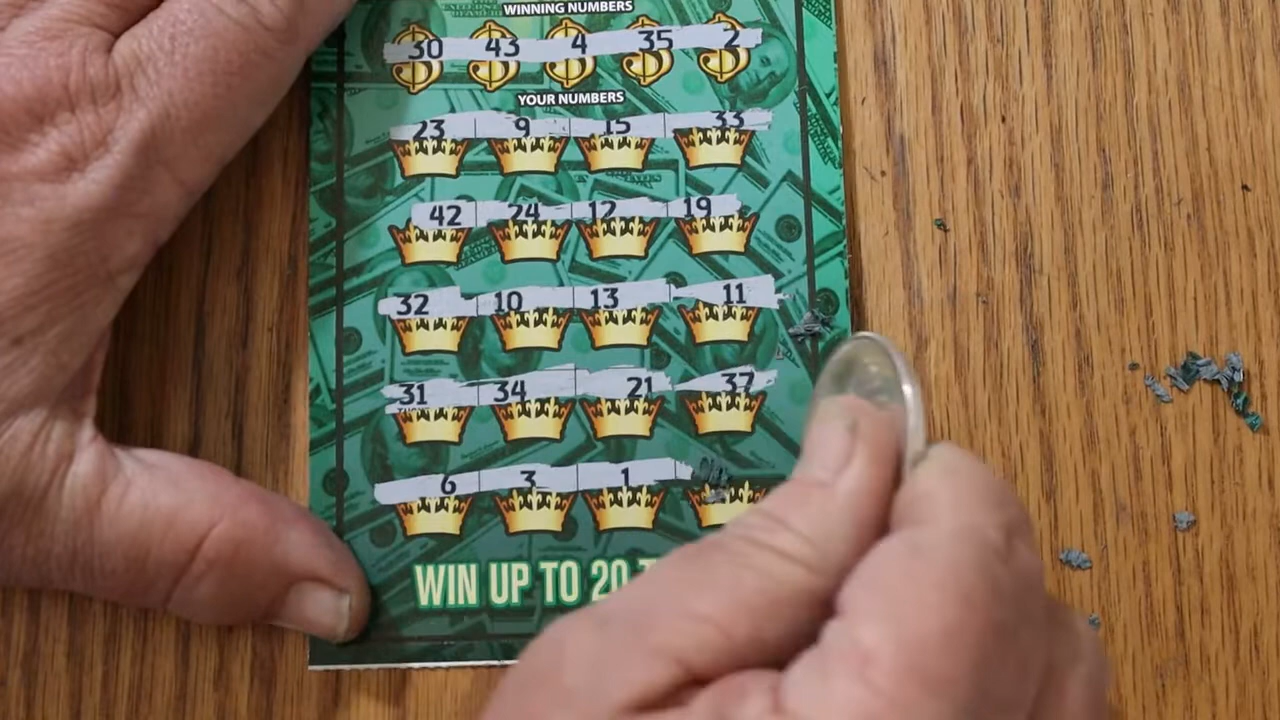 WINNING NUMBERS
30 43 4 35 2
YOUR NUMBERS
23 9 15 33
42 24 12 19
32 10 13 11
31 34 21 37
6 3 1
WIN UP TO 20